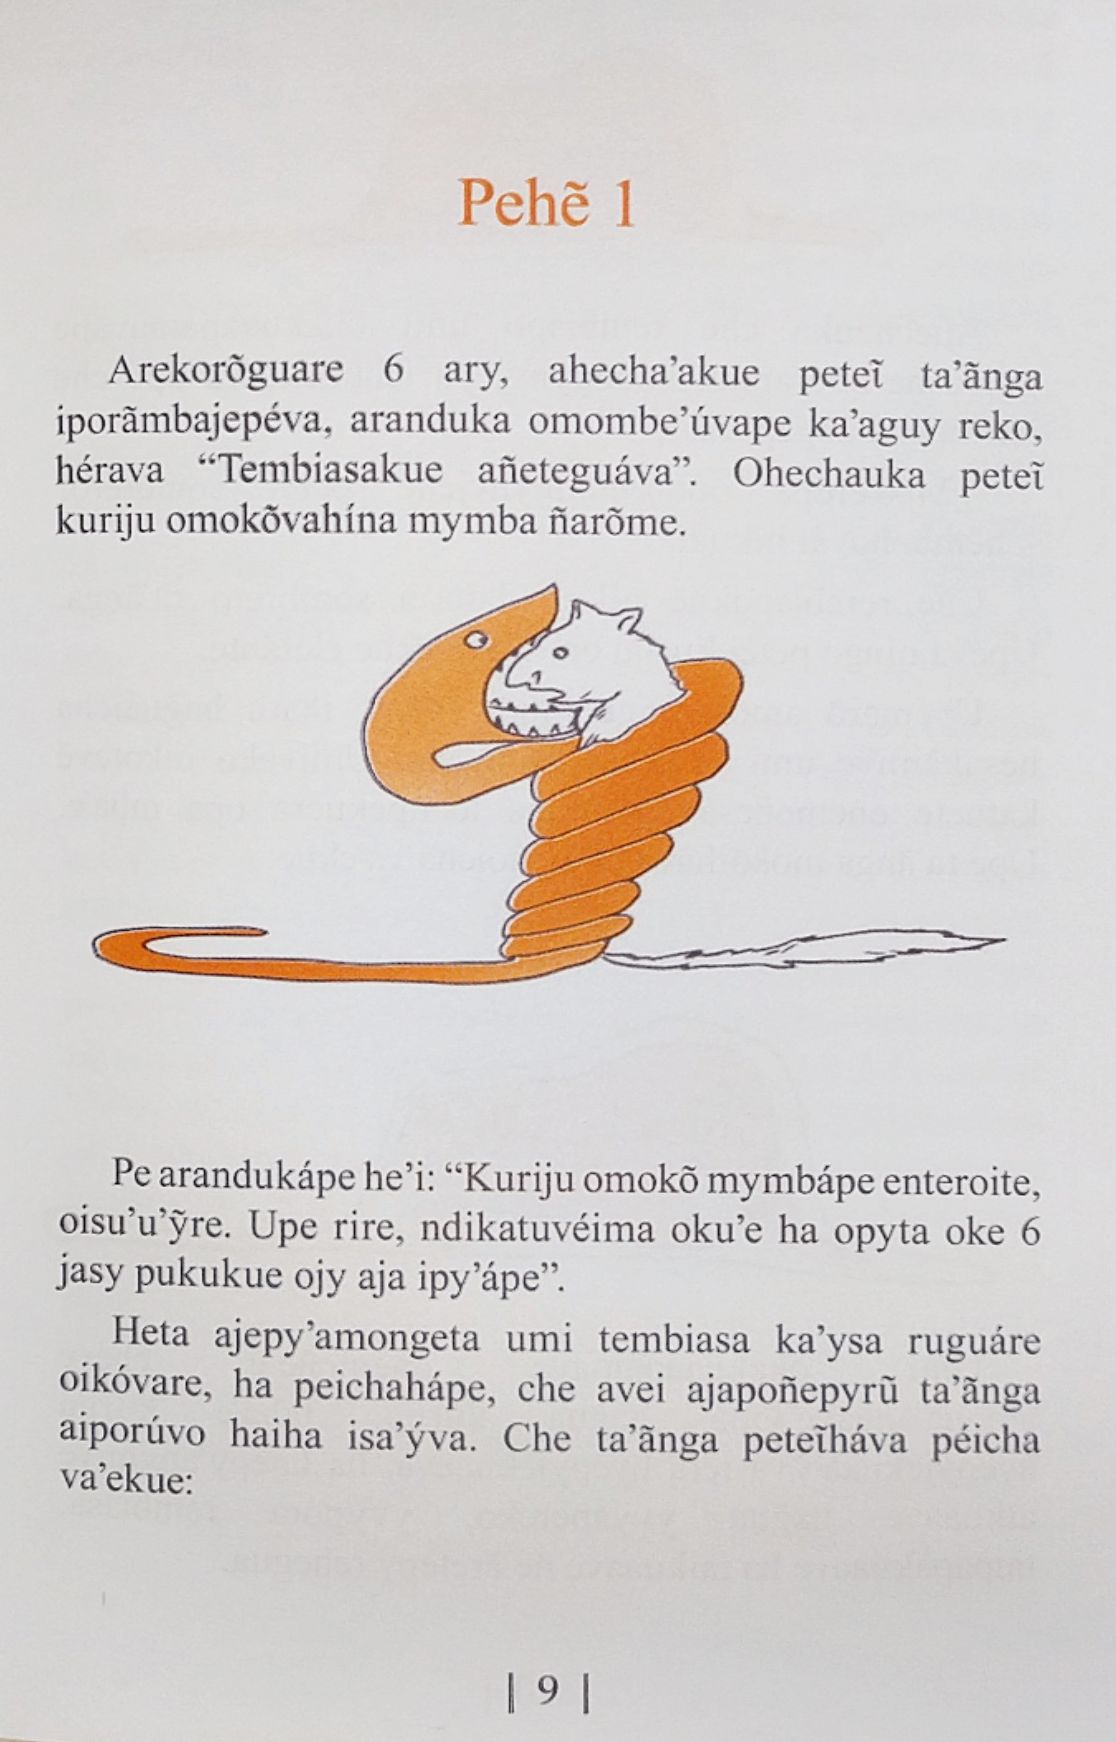 Pehẽ 1
Arekorõguare 6 ary, ahecha’akue peteĩ ta’ãnga
iporãmbajepéva, aranduka omombe’úvape ka’aguy reko,
hérava “Tembiasakue añeteguáva”. Ohechauka peteĩ
kuriju omokõvahína mymba ñarõme.
Pe arandukápe he’i: “Kuriju omokõ mymbápe enteroite,
oisu’u’ỹre. Upe rire, ndikatuvéima oku’e ha opyta oke 6
jasy pukukue ojy aja ipy’ápe”.
Heta ajepy’amongeta umi tembiasa ka’ysa ruguáre
oikóvare, ha peichahápe, che avei ajapoñepyrũ ta’ãnga
aiporúvo haiha isa’ýva. Che ta’ãnga peteĩháva péicha
va’ekue:
| 9 |